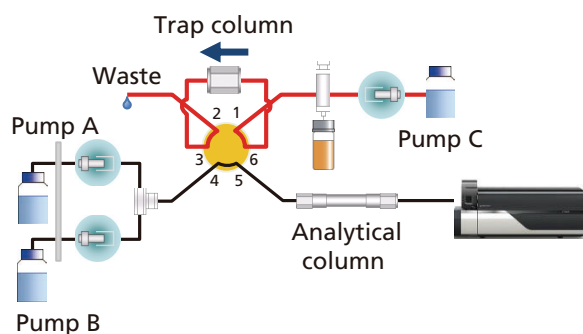 Trap column
Waste
2 1
Pump A
Pump C
3 6
4 5
Analytical
column
Pump B